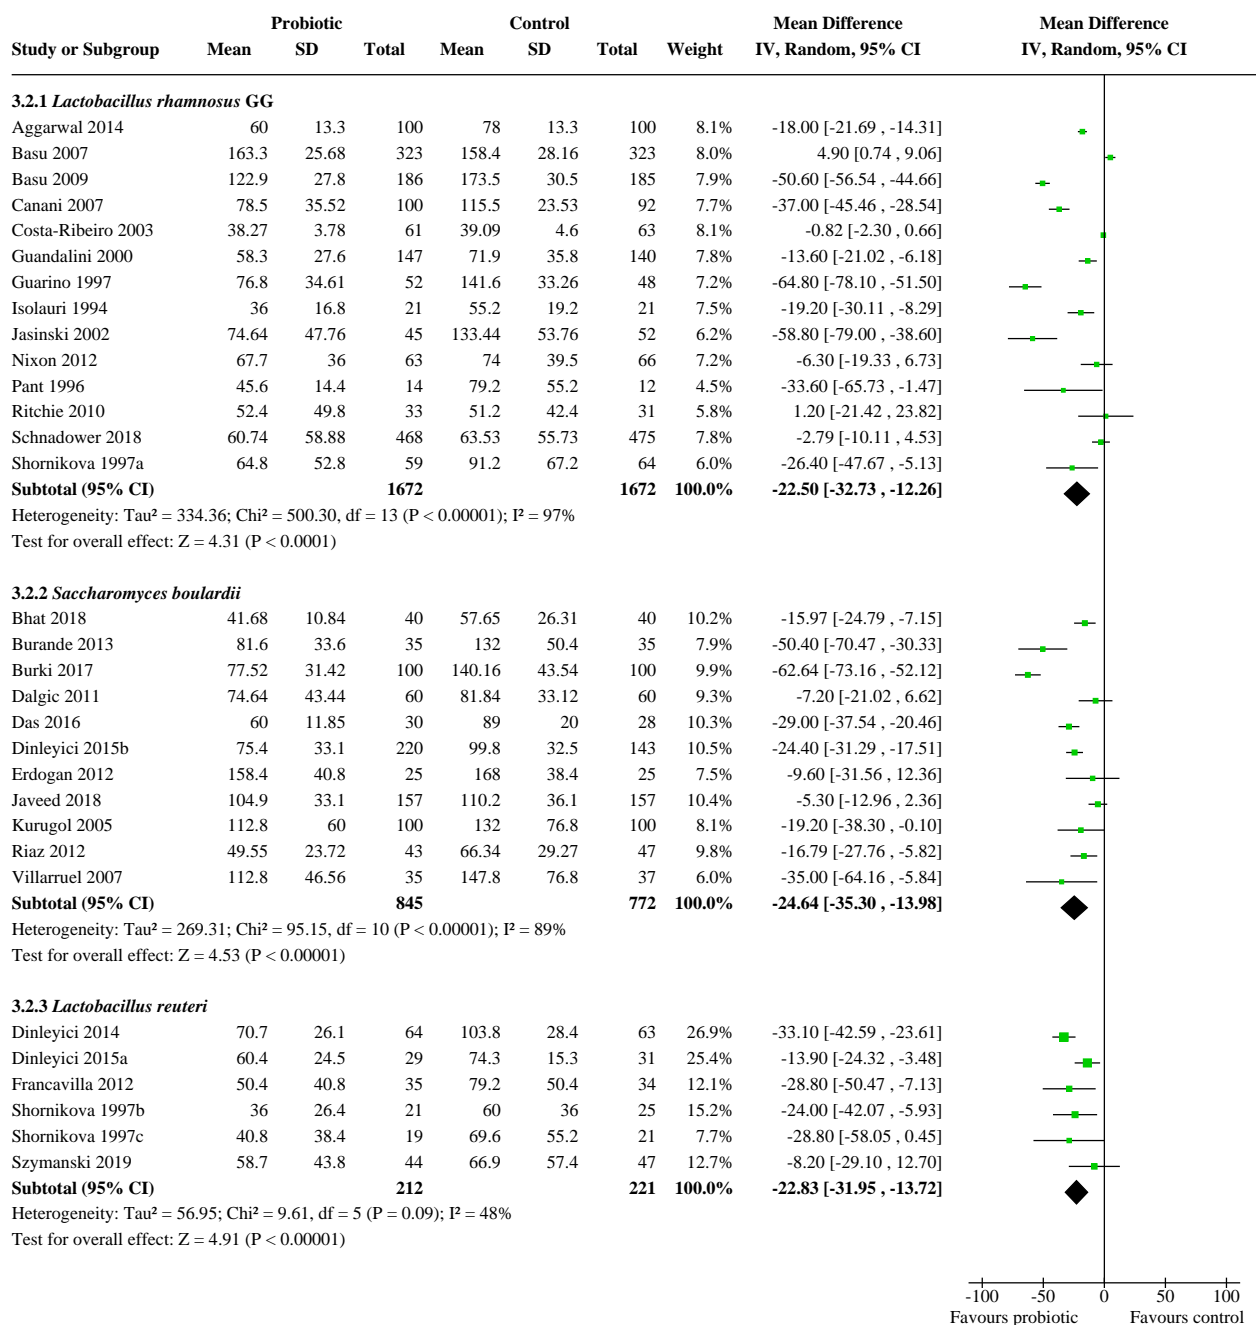 Probiotic Control Mean Difference Mean Difference
Study or Subgroup Mean SD Total Mean SD Total Weight IV, Random, 95% CI IV, Random, 95% CI
3.2.1 Lactobacillus rhamnosus GG
Aggarwal 2014 60 13.3 100 78 13.3 100 8.1% -18.00 [-21.69 , -14.31]
Basu 2007 163.3 25.68 323 158.4 28.16 323 8.0% 4.90 [0.74 , 9.06]
Basu 2009 122.9 27.8 186 173.5 30.5 185 7.9% -50.60 [-56.54 , -44.66]
Canani 2007 78.5 35.52 100 115.5 23.53 92 7.7% -37.00 [-45.46 , -28.54]
Costa-Ribeiro 2003 38.27 3.78 61 39.09 4.6 63 8.1% -0.82 [-2.30 , 0.66]
Guandalini 2000 58.3 27.6 147 71.9 35.8 140 7.8% -13.60 [-21.02 , -6.18]
Guarino 1997 76.8 34.61 52 141.6 33.26 48 7.2% -64.80 [-78.10 , -51.50]
Isolauri 1994 36 16.8 21 55.2 19.2 21 7.5% -19.20 [-30.11 , -8.29]
Jasinski 2002 74.64 47.76 45 133.44 53.76 52 6.2% -58.80 [-79.00 , -38.60]
Nixon 2012 67.7 36 63 74 39.5 66 7.2% -6.30 [-19.33 , 6.73]
Pant 1996 45.6 14.4 14 79.2 55.2 12 4.5% -33.60 [-65.73 , -1.47]
Ritchie 2010 52.4 49.8 33 51.2 42.4 31 5.8% 1.20 [-21.42 , 23.82]
Schnadower 2018 60.74 58.88 468 63.53 55.73 475 7.8% -2.79 [-10.11 , 4.53]
Shornikova 1997a 64.8 52.8 59 91.2 67.2 64 6.0% -26.40 [-47.67 , -5.13]
Subtotal (95% CI) 1672 1672 100.0% -22.50 [-32.73 , -12.26]
Heterogeneity: Tau² = 334.36; Chi² = 500.30, df = 13 (P < 0.00001); I² = 97%
Test for overall effect: Z = 4.31 (P < 0.0001)
3.2.2 Saccharomyces boulardii
Bhat 2018 41.68 10.84 40 57.65 26.31 40 10.2% -15.97 [-24.79 , -7.15]
Burande 2013 81.6 33.6 35 132 50.4 35 7.9% -50.40 [-70.47 , -30.33]
Burki 2017 77.52 31.42 100 140.16 43.54 100 9.9% -62.64 [-73.16 , -52.12]
Dalgic 2011 74.64 43.44 60 81.84 33.12 60 9.3% -7.20 [-21.02 , 6.62]
Das 2016 60 11.85 30 89 20 28 10.3% -29.00 [-37.54 , -20.46]
Dinleyici 2015b 75.4 33.1 220 99.8 32.5 143 10.5% -24.40 [-31.29 , -17.51]
Erdogan 2012 158.4 40.8 25 168 38.4 25 7.5% -9.60 [-31.56 , 12.36]
Javeed 2018 104.9 33.1 157 110.2 36.1 157 10.4% -5.30 [-12.96 , 2.36]
Kurugol 2005 112.8 60 100 132 76.8 100 8.1% -19.20 [-38.30 , -0.10]
Riaz 2012 49.55 23.72 43 66.34 29.27 47 9.8% -16.79 [-27.76 , -5.82]
Villarruel 2007 112.8 46.56 35 147.8 76.8 37 6.0% -35.00 [-64.16 , -5.84]
Subtotal (95% CI) 845 772 100.0% -24.64 [-35.30 , -13.98]
Heterogeneity: Tau² = 269.31; Chi² = 95.15, df = 10 (P < 0.00001); I² = 89%
Test for overall effect: Z = 4.53 (P < 0.00001)
3.2.3 Lactobacillus reuteri
Dinleyici 2014 70.7 26.1 64 103.8 28.4 63 26.9% -33.10 [-42.59 , -23.61]
Dinleyici 2015a 60.4 24.5 29 74.3 15.3 31 25.4% -13.90 [-24.32 , -3.48]
Francavilla 2012 50.4 40.8 35 79.2 50.4 34 12.1% -28.80 [-50.47 , -7.13]
Shornikova 1997b 36 26.4 21 60 36 25 15.2% -24.00 [-42.07 , -5.93]
Shornikova 1997c 40.8 38.4 19 69.6 55.2 21 7.7% -28.80 [-58.05 , 0.45]
Szymanski 2019 58.7 43.8 44 66.9 57.4 47 12.7% -8.20 [-29.10 , 12.70]
Subtotal (95% CI) 212 221 100.0% -22.83 [-31.95 , -13.72]
Heterogeneity: Tau² = 56.95; Chi² = 9.61, df = 5 (P = 0.09); I² = 48%
Test for overall effect: Z = 4.91 (P < 0.00001)
-100 -50 0 50 100
Favours probiotic Favours control